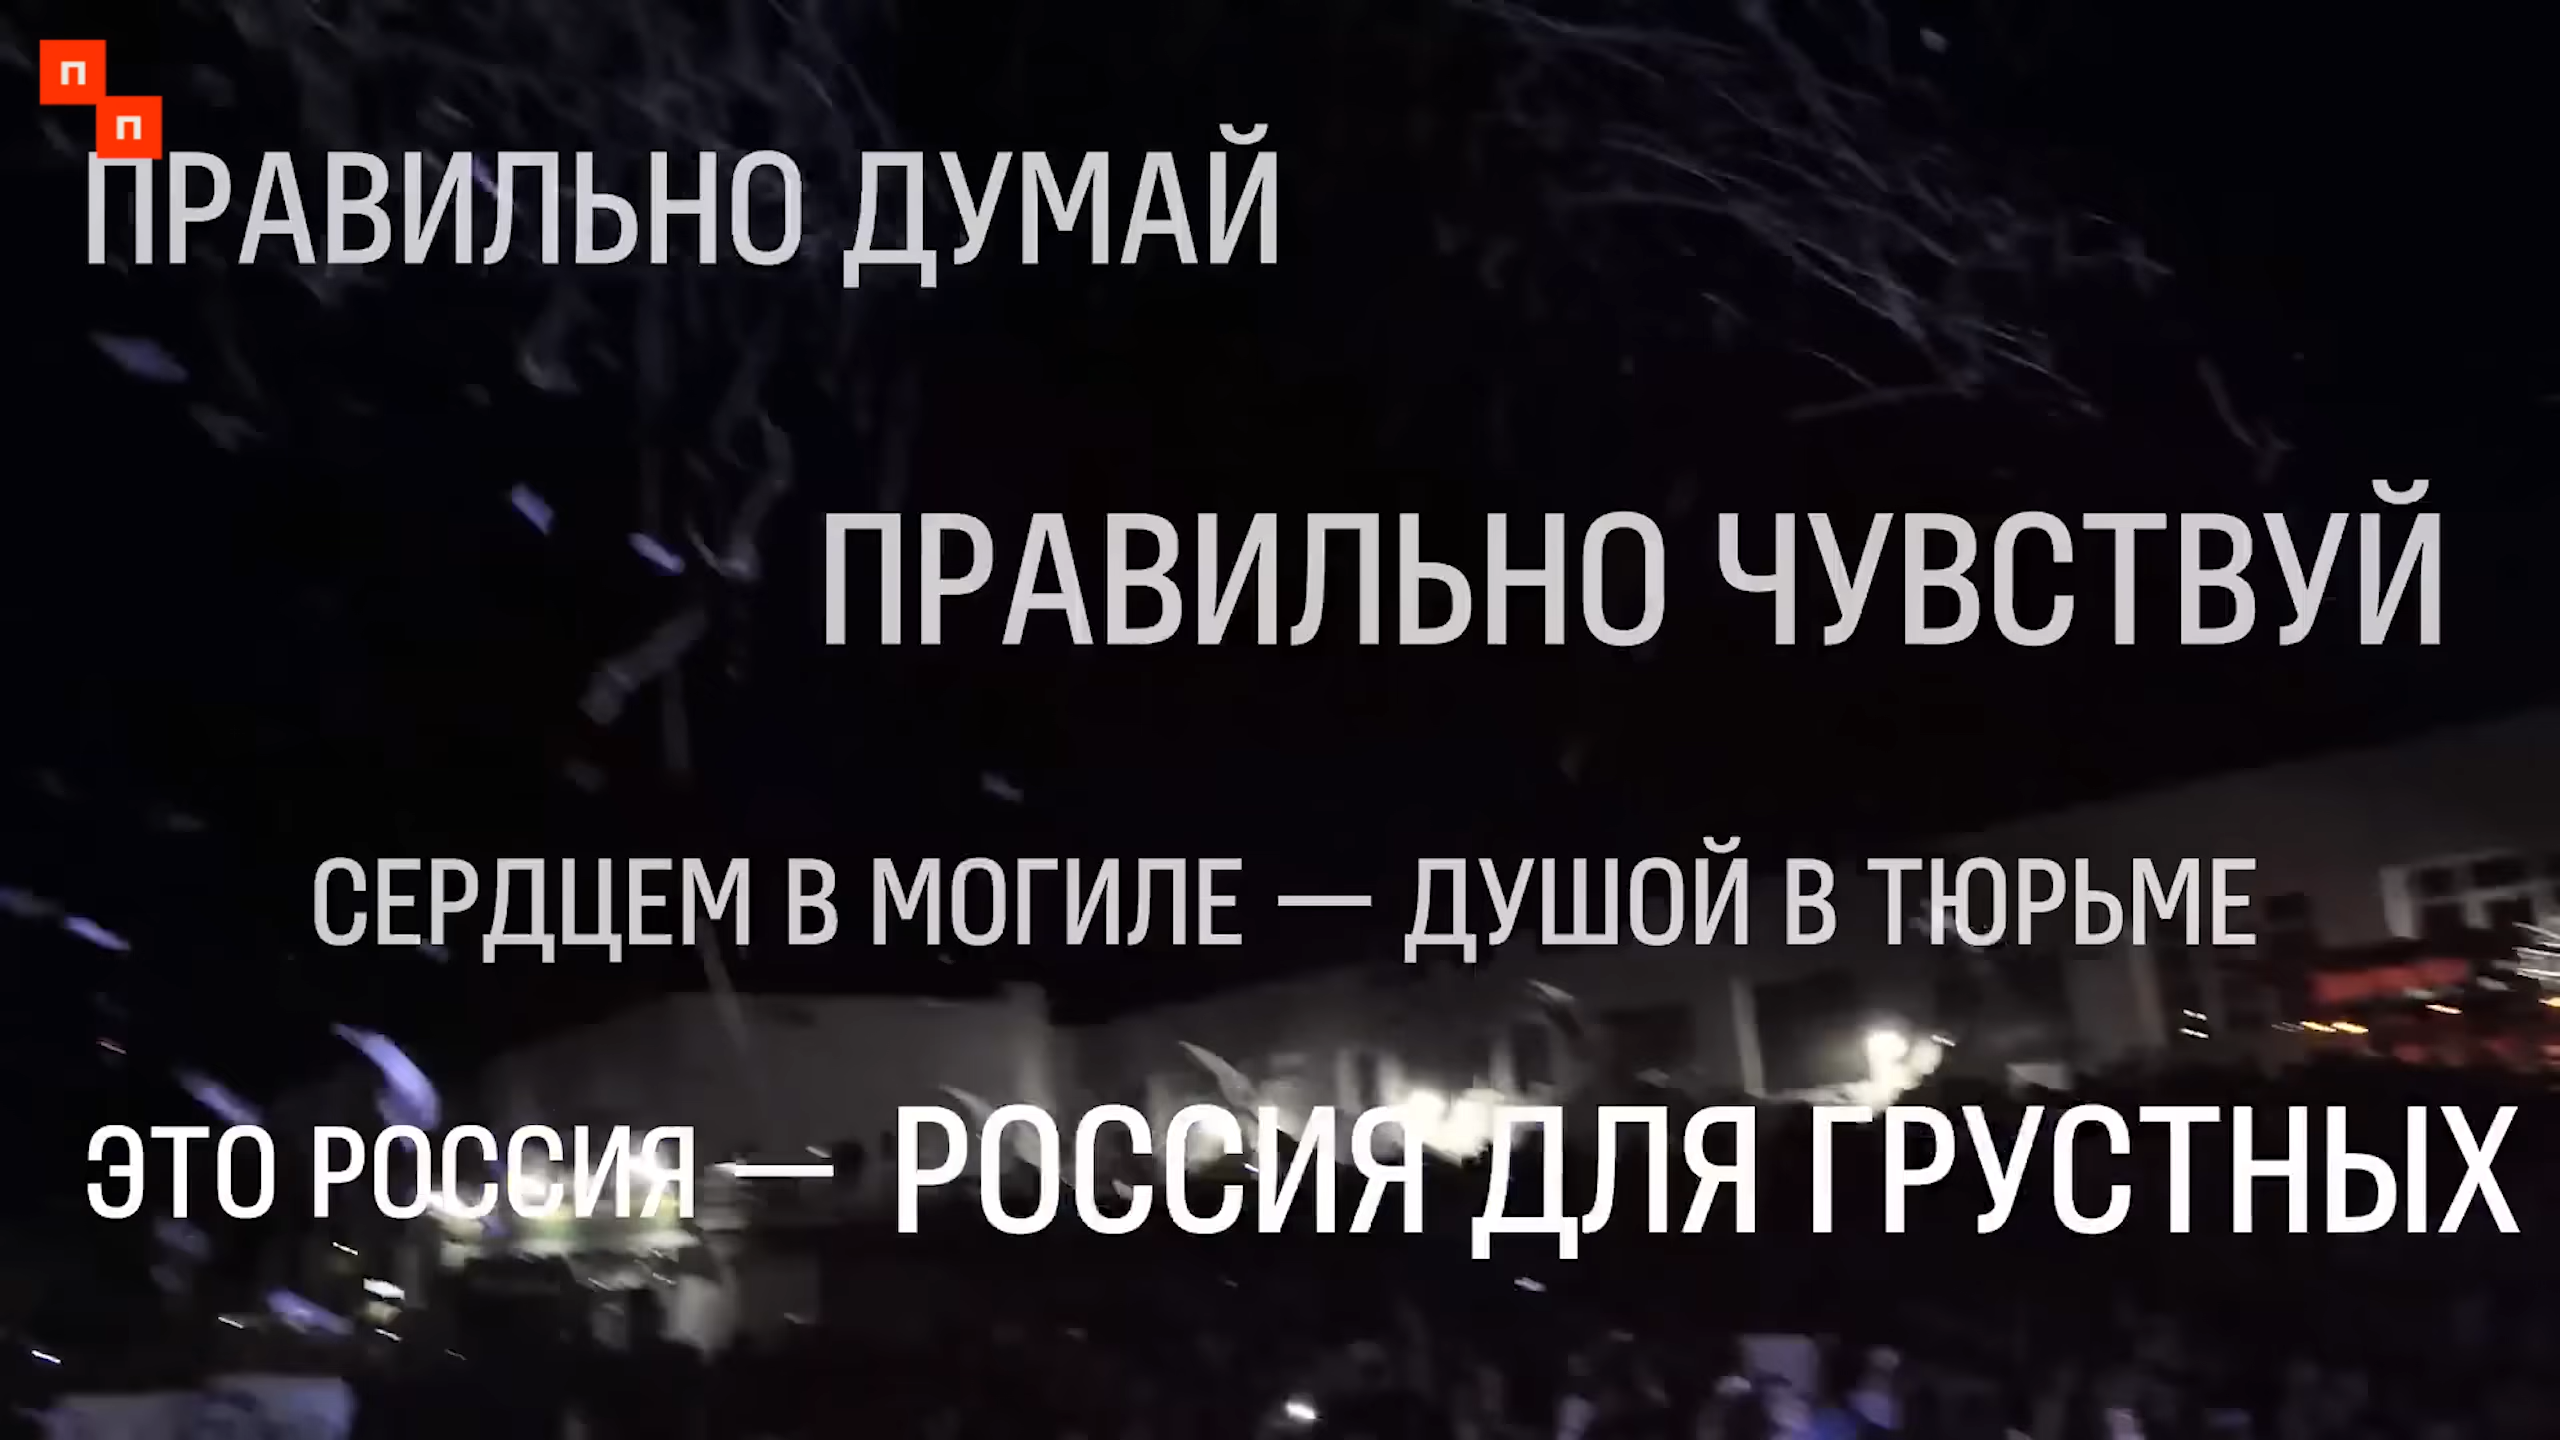 П
П
ПРАВИЛЬНО ДУМАЙ
ПРАВИЛЬНО ЧУВСТВУЙ
СЕРДЦЕМ В МОГИЛЕ — ДУШОЙ В ТЮРЬМЕ
ЭТО РОССИЯ — РОССИЯ ДЛЯ ГРУСТНЫХ